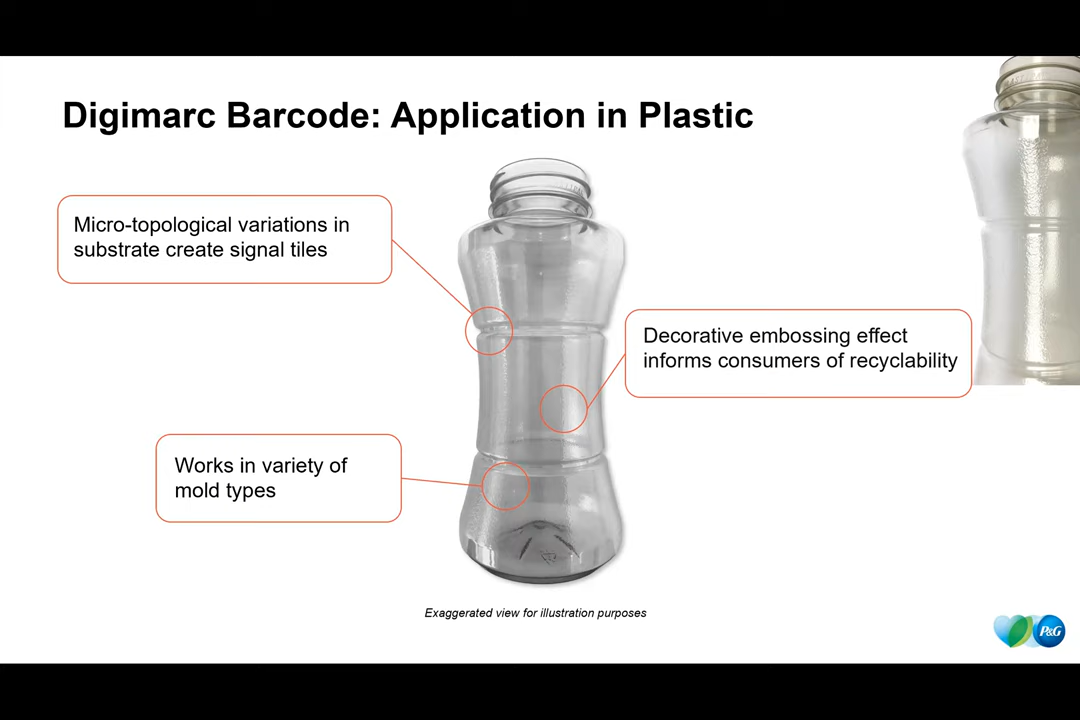 Digimarc Barcode: Application in Plastic
Micro-topological variations in
substrate create signal tiles
Decorative embossing effect
informs consumers of recyclability
Works in variety of
mold types
Exaggerated view for illustration purposes
P&G